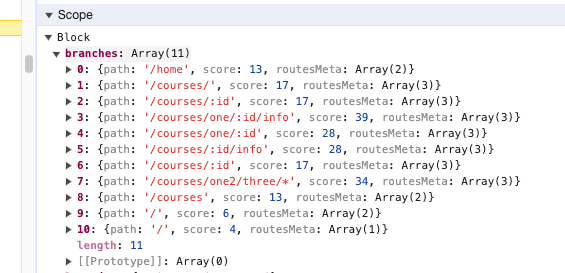 ▼ Scope
▼ Block
▼ branches: Array(11)
▶ 0: {path: '/home', score: 13, routesMeta: Array(2)}
▶ 1: {path: '/courses/', score: 17, routesMeta: Array(3)}
▶ 2: {path: '/courses/:id', score: 17, routesMeta: Array(3)}
▶ 3: {path: '/courses/one/:id/info', score: 39, routesMeta: Array(3)}
▶ 4: {path: '/courses/one/:id', score: 28, routesMeta: Array(3)}
▶ 5: {path: '/courses/:id/info', score: 28, routesMeta: Array(3)}
▶ 6: {path: '/courses/:id', score: 17, routesMeta: Array(3)}
▶ 7: {path: '/courses/one2/three/*', score: 34, routesMeta: Array(3)}
▶ 8: {path: '/courses', score: 13, routesMeta: Array(2)}
▶ 9: {path: '/', score: 6, routesMeta: Array(2)}
▶ 10: {path: '/', score: 4, routesMeta: Array(1)}
length: 11
▶ [[Prototype]]: Array(0)